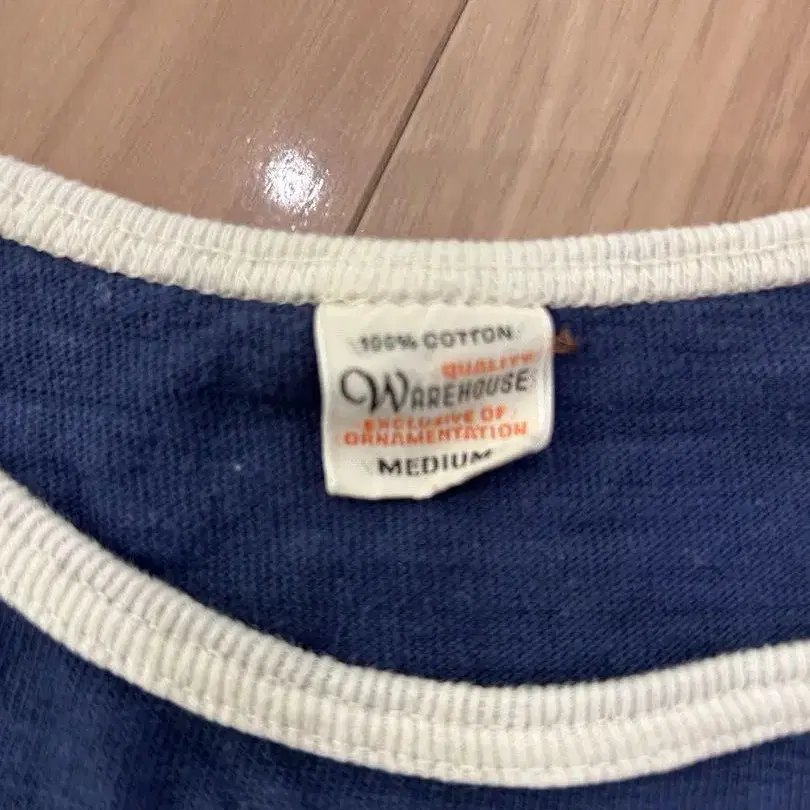 100% COTTON
QUALITY
WAREHOUSE
EXCLUSIVE OF
ORNAMENTATION
MEDIUM